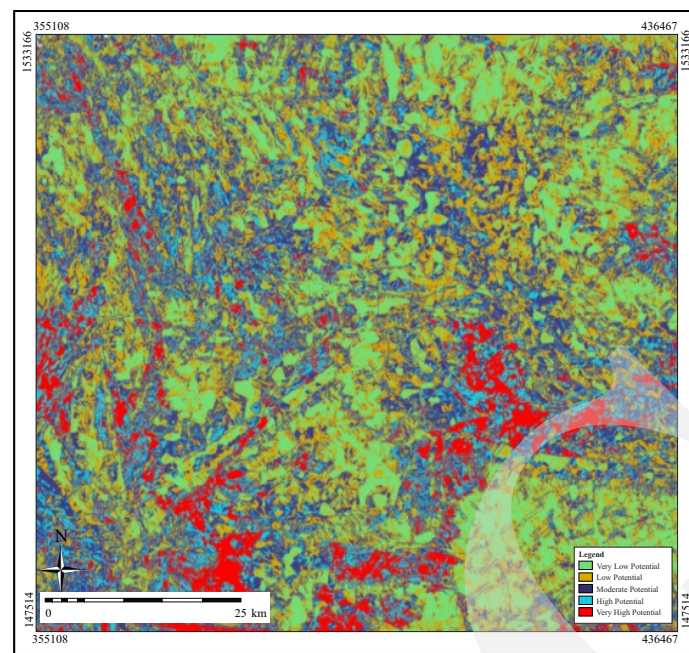 355108
436467
1533166
1533166
N
0
25 km
Legend
Very Low Potential
Low Potential
Moderate Potential
High Potential
Very High Potential
147514
147514
355108
436467